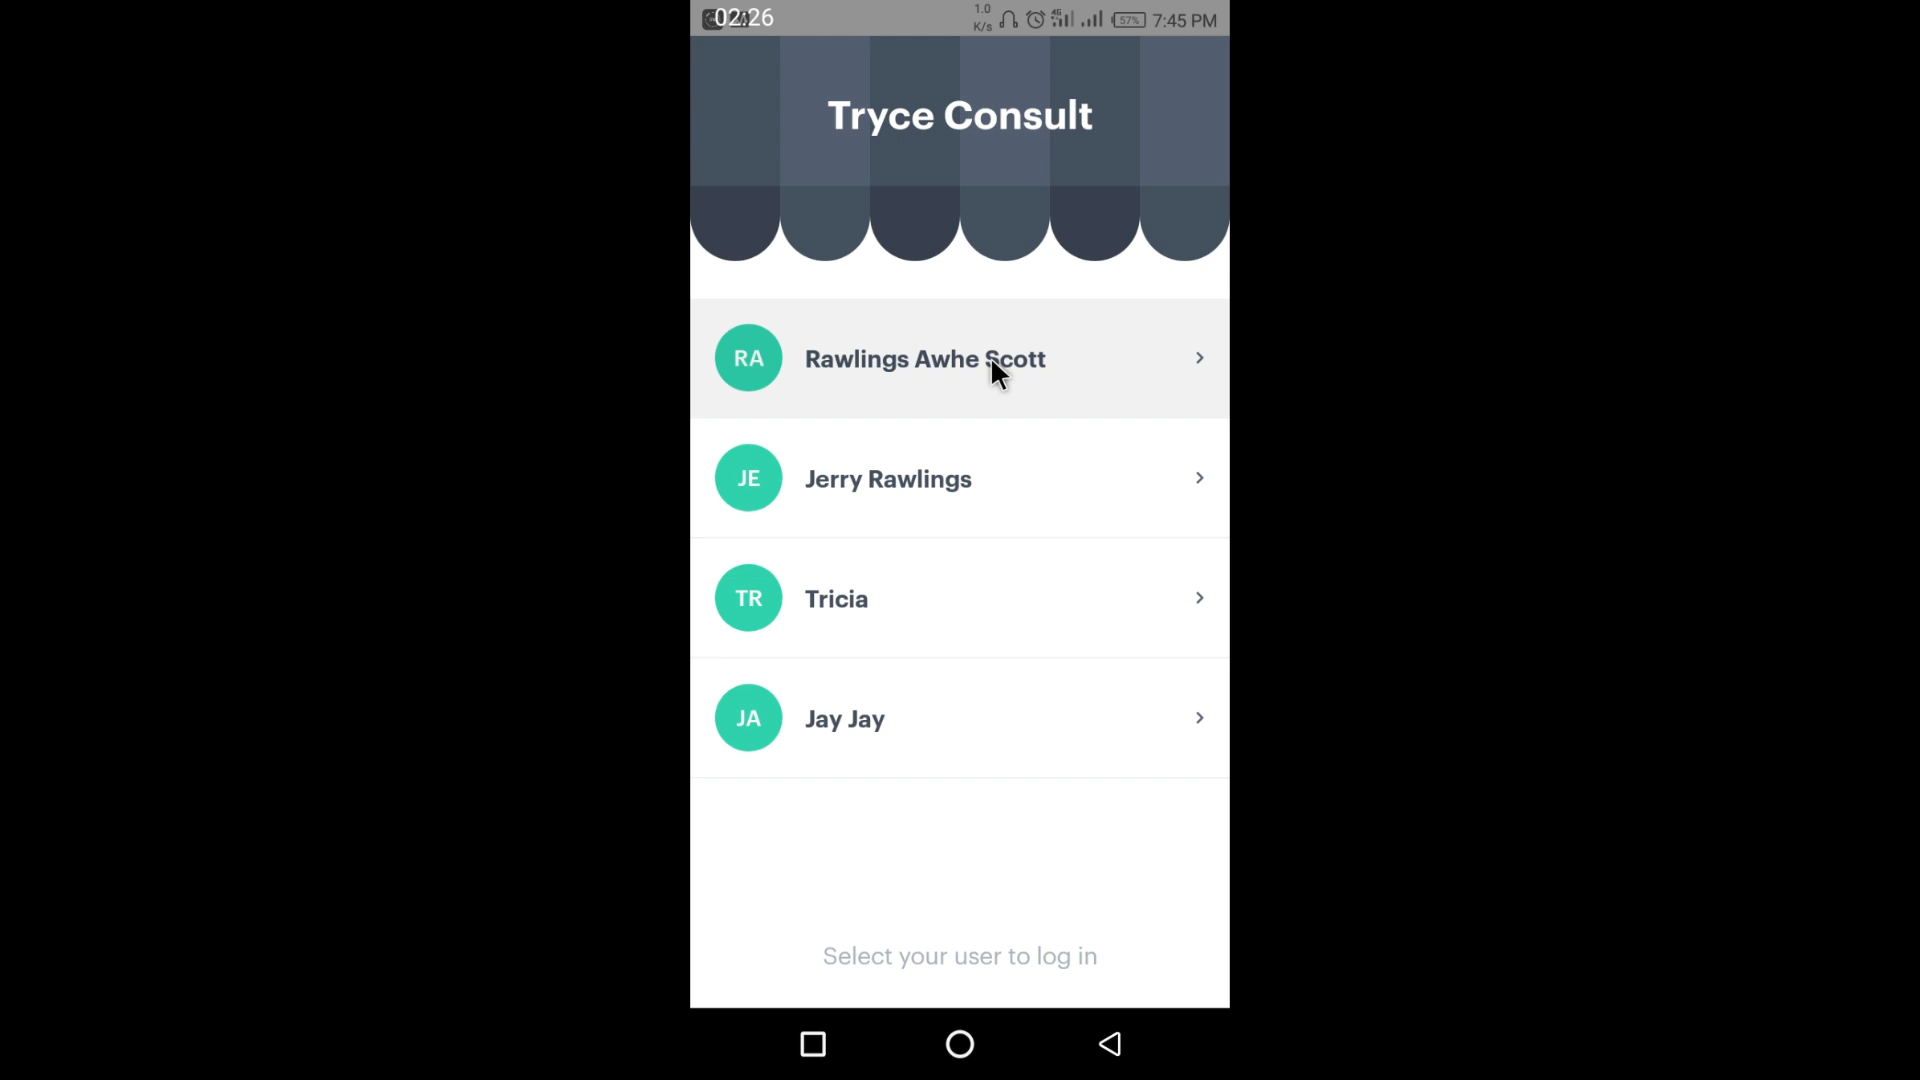 02:26
1.0
K/s
4G
57%
7:45 PM
Tryce Consult
RA
Rawlings Awhe Scott
JE
Jerry Rawlings
TR
Tricia
JA
Jay Jay
Select your user to log in